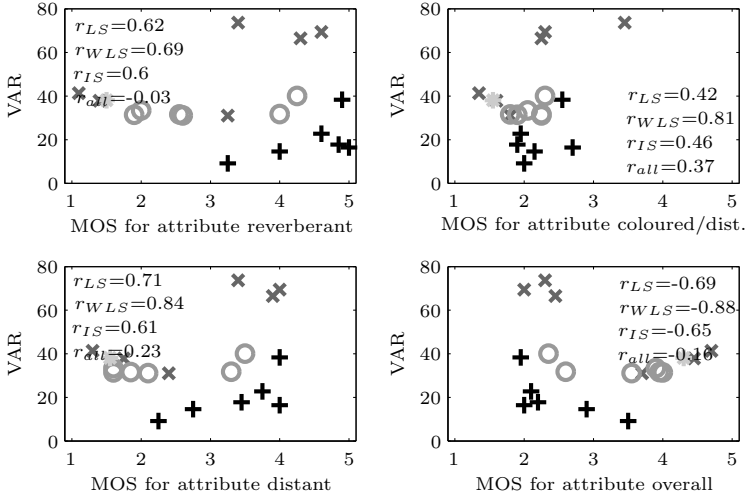 80
60
40
20
0
VAR
r_LS=0.62
r_WLS=0.69
r_IS=0.6
r_all=-0.03
1 2 3 4 5
MOS for attribute reverberant
80
60
40
20
0
VAR
r_LS=0.42
r_WLS=0.81
r_IS=0.46
r_all=0.37
1 2 3 4 5
MOS for attribute coloured/dist.
80
60
40
20
0
VAR
r_LS=0.71
r_WLS=0.84
r_IS=0.61
r_all=0.23
1 2 3 4 5
MOS for attribute distant
80
60
40
20
0
VAR
r_LS=-0.69
r_WLS=-0.88
r_IS=-0.65
r_all=-0.16
1 2 3 4 5
MOS for attribute overall